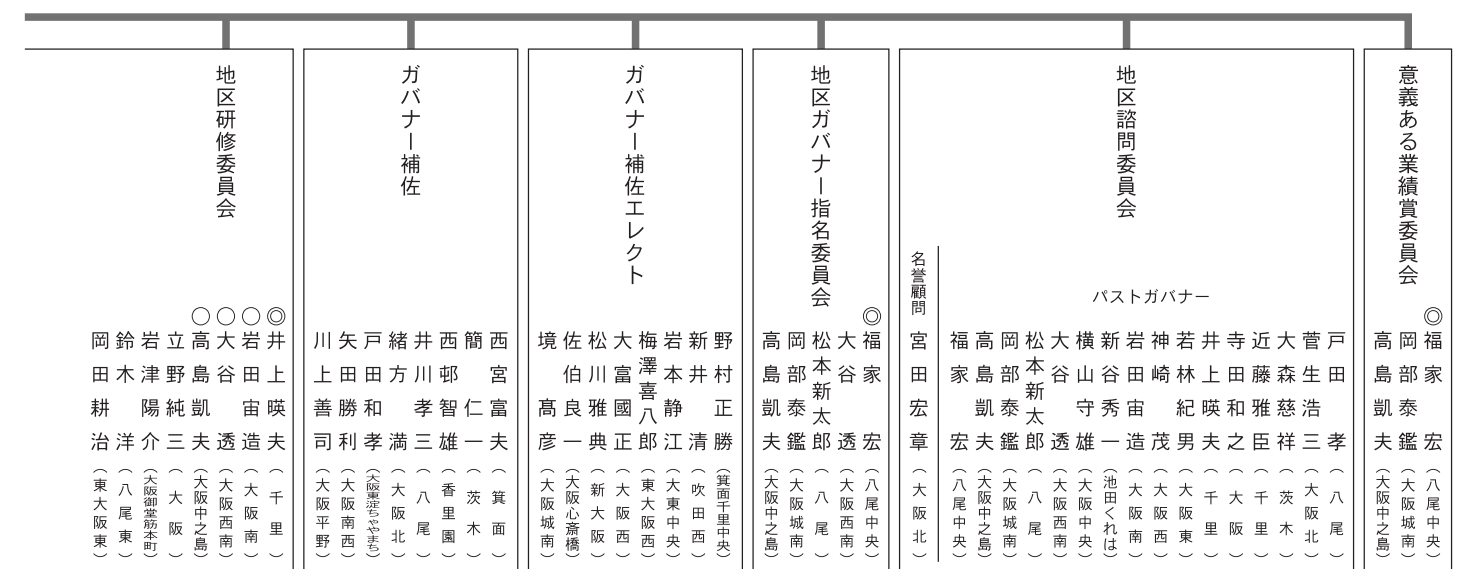 意義ある業績賞委員会
◎福家 宏（八尾中央）
岡部泰鑑（大阪城南）
高島凱夫（大阪中之島）
地区諮問委員会
パストガバナー
戸田 孝（八尾）
菅生浩三（大阪北）
大森慈祥（茨木）
近藤雅臣（千里）
寺田和之（大阪）
井上暎夫（千里）
若林紀男（大阪東）
神崎 茂（大阪西）
岩田宙造（大阪南）
新谷秀一（池田くれは）
横山守雄（大阪中央）
大谷 透（大阪西南）
松本新太郎（八尾）
岡部泰鑑（大阪城南）
高島凱夫（大阪中之島）
福家 宏（八尾中央）
名誉顧問
宮田宏章（大阪北）
地区ガバナー指名委員会
◎福家 宏（八尾中央）
大谷 透（大阪西南）
松本新太郎（八尾）
岡部泰鑑（大阪城南）
高島凱夫（大阪中之島）
ガバナー補佐エレクト
野村正勝（箕面千里中央）
新井 清（吹田西）
岩本静江（大東中央）
梅澤喜八郎（東大阪西）
大富國正（大阪西）
松川雅典（新大阪）
佐伯良一（大阪心斎橋）
境 髙彦（大阪城南）
ガバナー補佐
西宮富夫（箕面）
簡 仁一（茨木）
西邨智雄（香里園）
井川孝三（八尾）
緒方 満（大阪北）
戸田和孝（大阪東淀ちゃやまち）
矢田勝利（大阪南西）
川上善司（大阪平野）
地区研修委員会
◎井上暎夫（千里）
○岩田宙造（大阪南）
○大谷 透（大阪西南）
○高島凱夫（大阪中之島）
立野純三（大阪）
岩津陽介（大阪御堂筋本町）
鈴木 洋（八尾東）
岡田耕治（東大阪東）